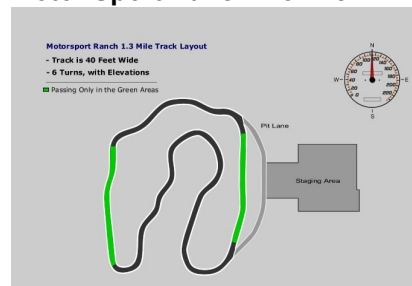 Motorsport Ranch 1.3 Mile Track Layout
- Track is 40 Feet Wide
- 6 Turns, with Elevations
Passing Only in the Green Areas
N
W
E
S
Pit Lane
Staging Area